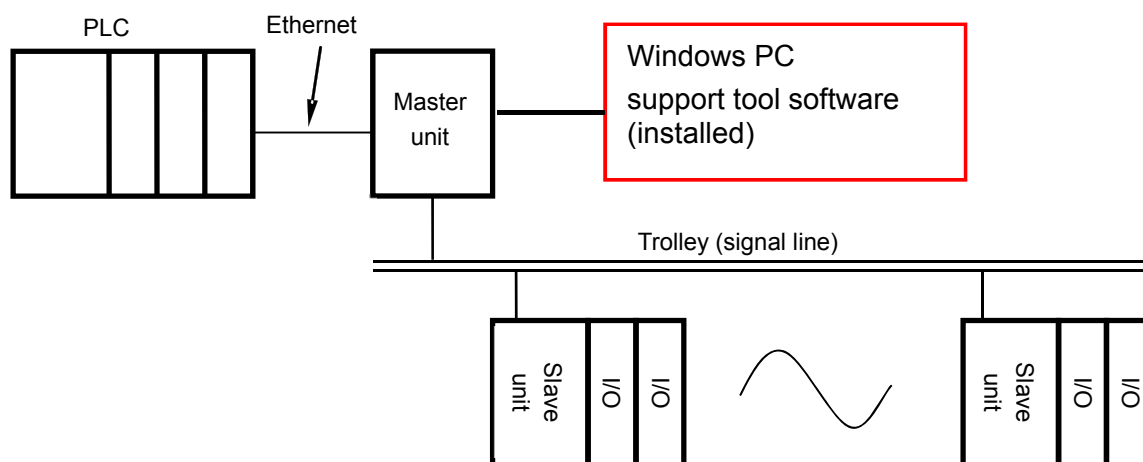 PLC
Ethernet
Master
unit
Windows PC
support tool software
(installed)
Trolley (signal line)
Slave
unit
I/O
I/O
Slave
unit
I/O
I/O